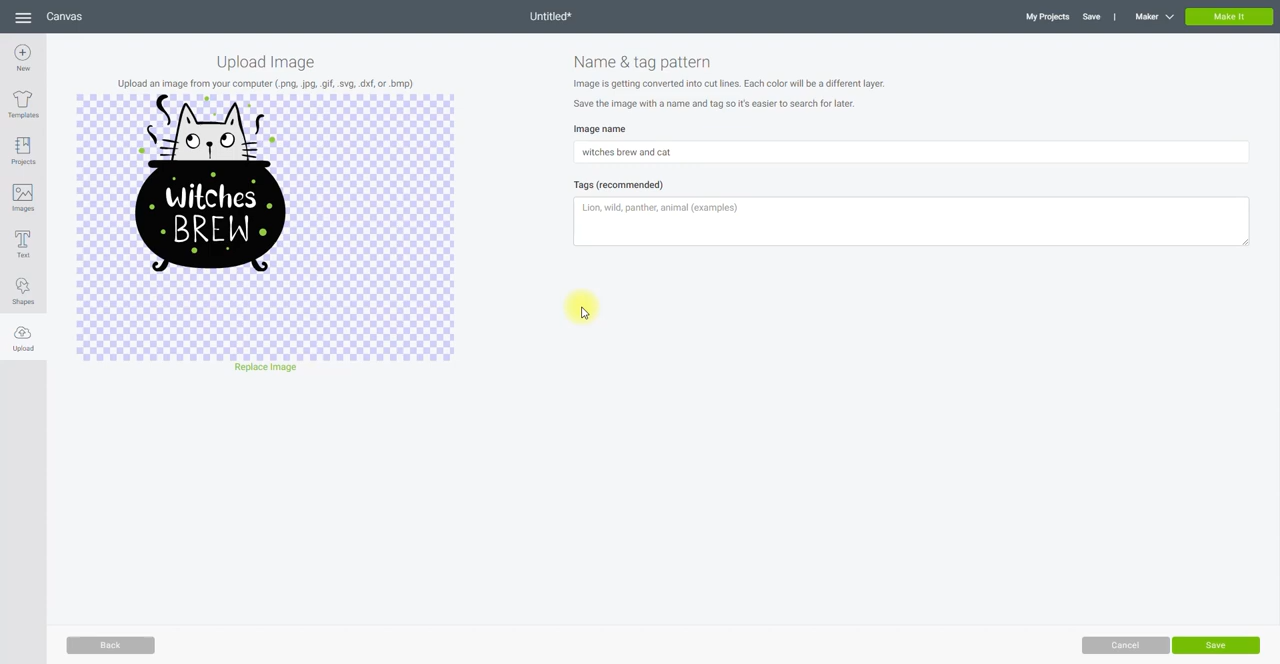 Canvas
Untitled*
My Projects Save | Maker Make It
New
Templates
Projects
Images
Text
Shapes
Upload
Upload Image
Upload an image from your computer (.png, .jpg, .gif, .svg, .dxf, or .bmp)
witches
BREW
Replace Image
Name & tag pattern
Image is getting converted into cut lines. Each color will be a different layer.
Save the image with a name and tag so it's easier to search for later.
Image name
witches brew and cat
Tags (recommended)
Lion, wild, panther, animal (examples)
Back
Cancel
Save